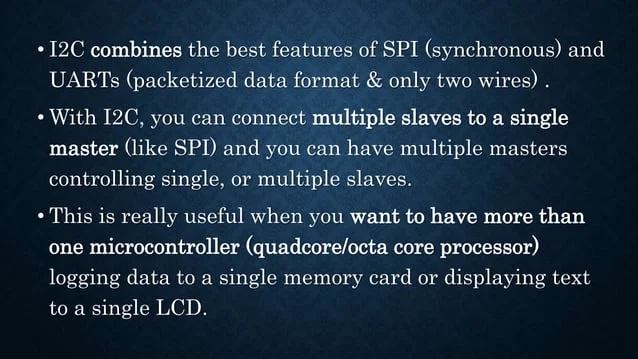 • I2C combines the best features of SPI (synchronous) and
UARTs (packetized data format & only two wires) .
• With I2C, you can connect multiple slaves to a single
master (like SPI) and you can have multiple masters
controlling single, or multiple slaves.
• This is really useful when you want to have more than
one microcontroller (quadcore/octa core processor)
logging data to a single memory card or displaying text
to a single LCD.